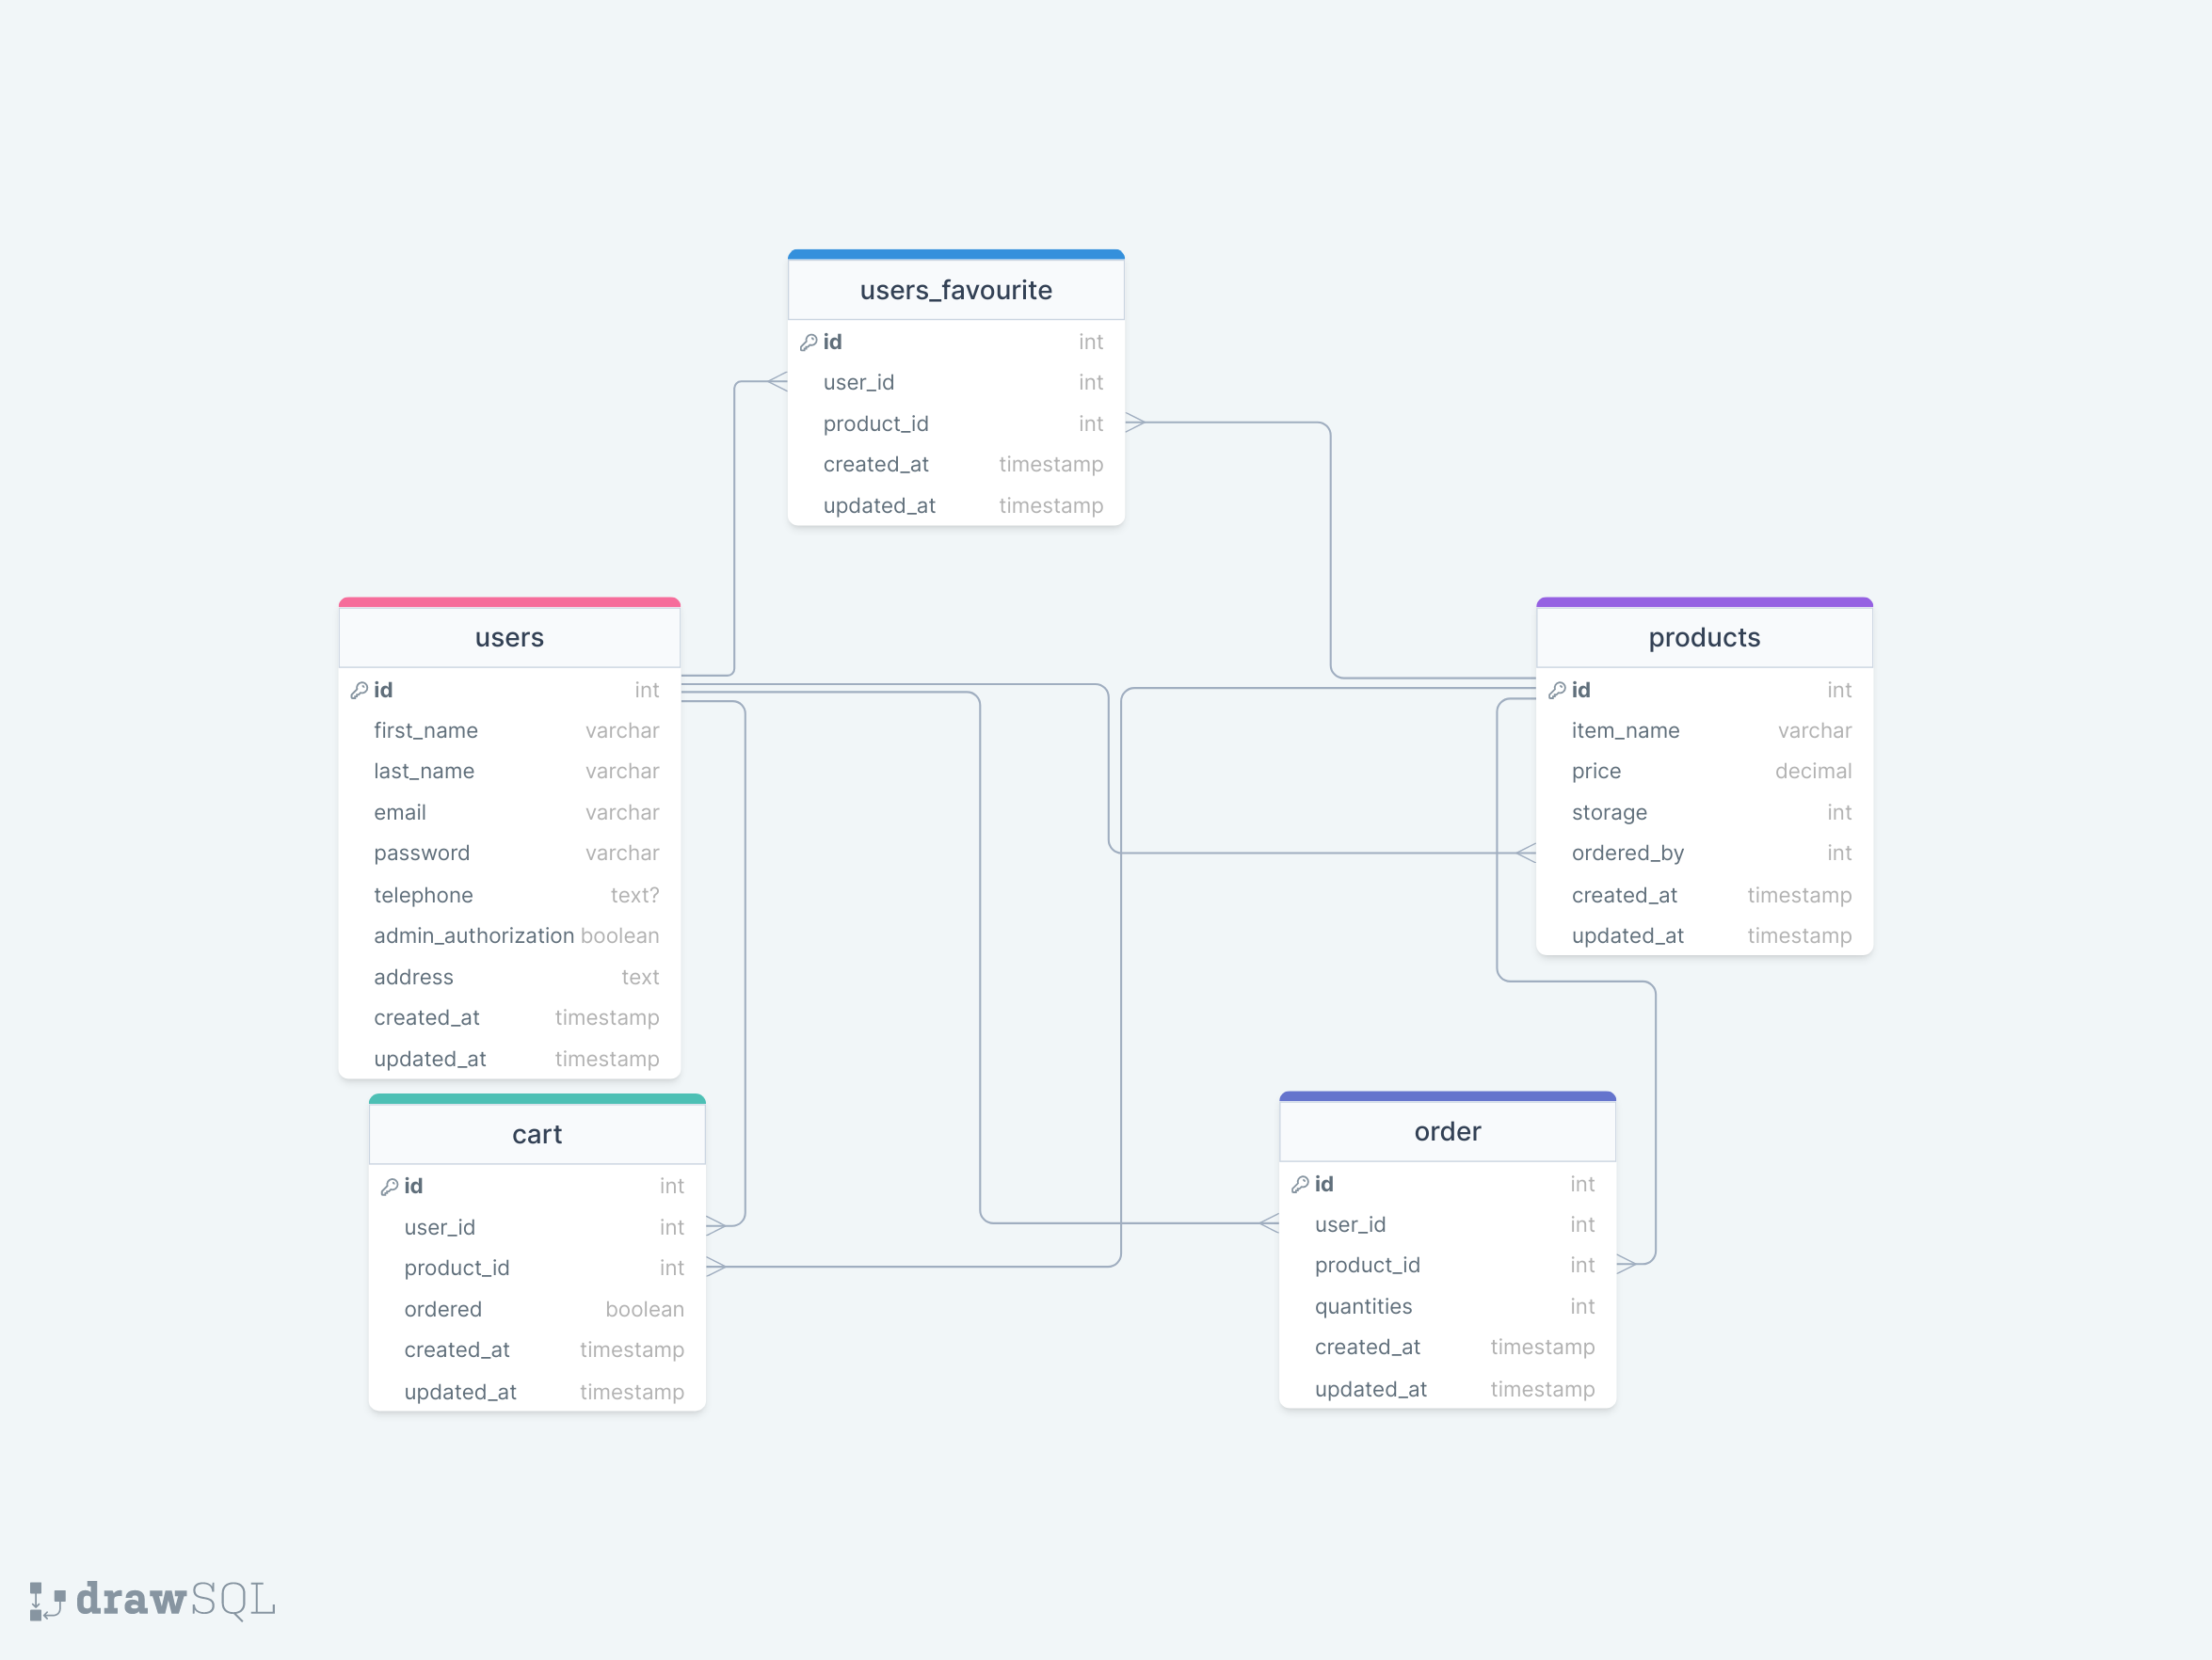 users_favourite
id int
user_id int
product_id int
created_at timestamp
updated_at timestamp
users
id int
first_name varchar
last_name varchar
email varchar
password varchar
telephone text?
admin_authorization boolean
address text
created_at timestamp
updated_at timestamp
products
id int
item_name varchar
price decimal
storage int
ordered_by int
created_at timestamp
updated_at timestamp
cart
id int
user_id int
product_id int
ordered boolean
created_at timestamp
updated_at timestamp
order
id int
user_id int
product_id int
quantities int
created_at timestamp
updated_at timestamp
drawSQL